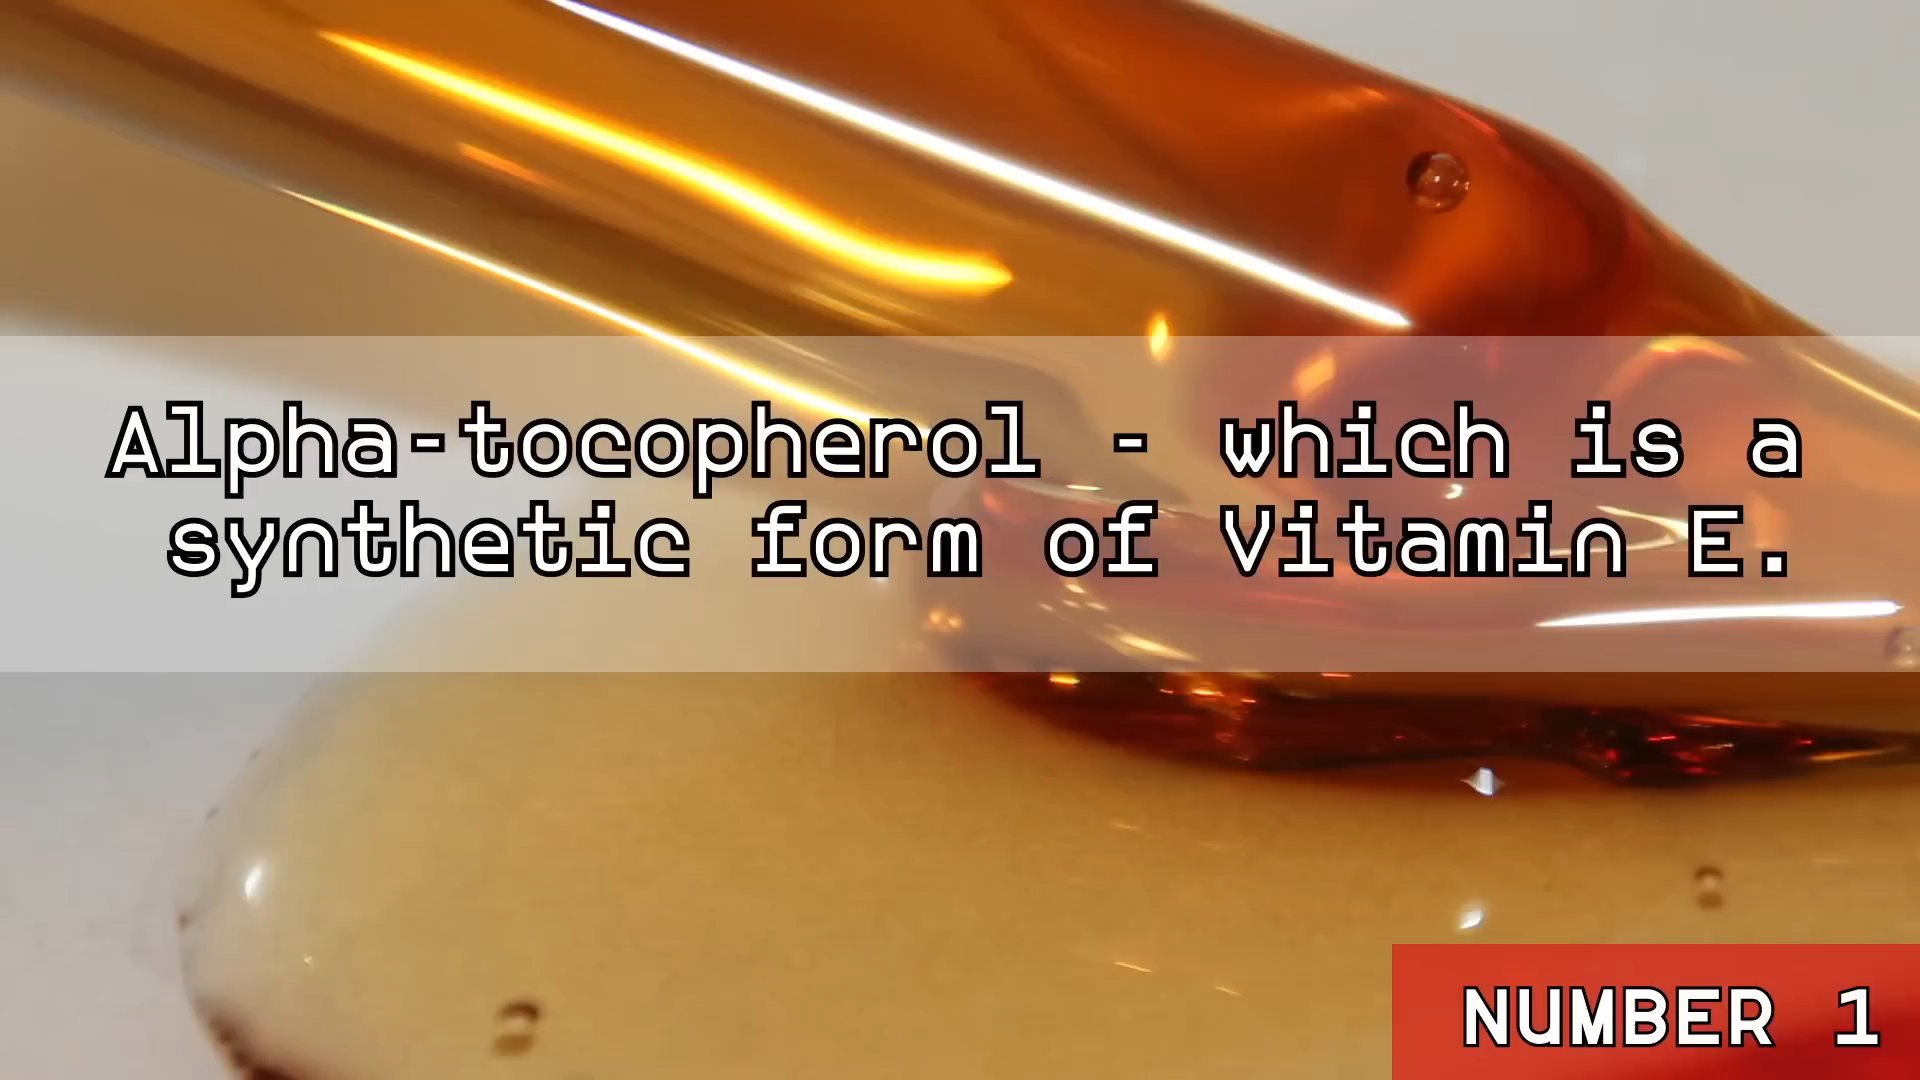 Alpha-tocopherol - which is a
synthetic form of Vitamin E.
NUMBER 1